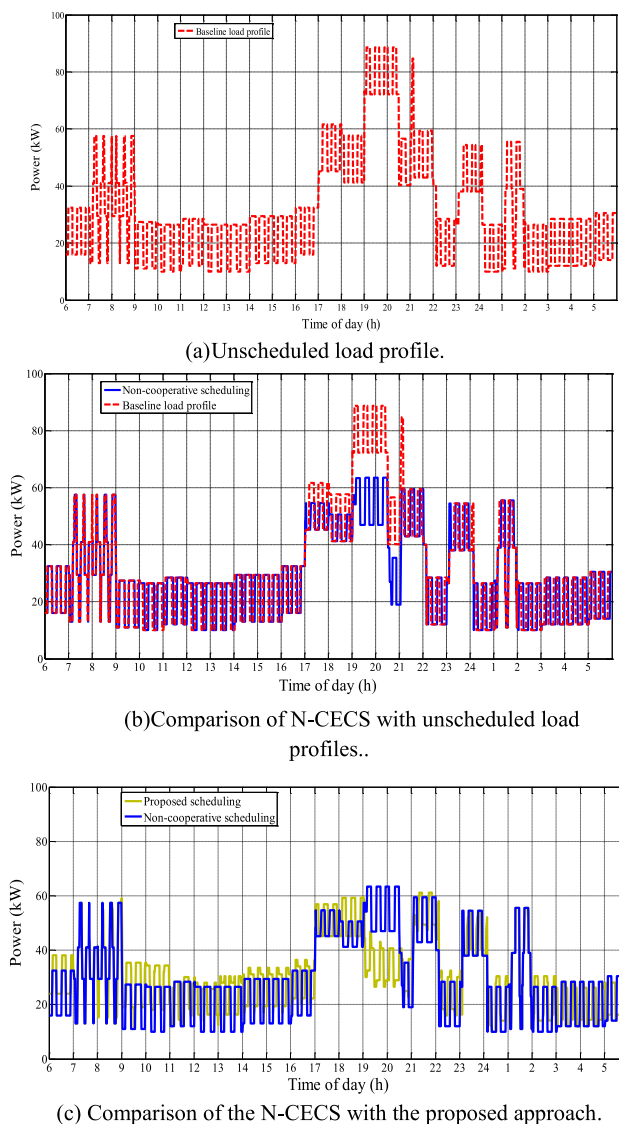 Baseline load profile
100
80
60
40
20
0
Power (kW)
6 7 8 9 10 11 12 13 14 15 16 17 18 19 20 21 22 23 24 1 2 3 4 5
Time of day (h)
(a)Unscheduled load profile.
Non-cooperative scheduling
Baseline load profile
100
80
60
40
20
0
Power (kW)
6 7 8 9 10 11 12 13 14 15 16 17 18 19 20 21 22 23 24 1 2 3 4 5
Time of day (h)
(b)Comparison of N-CECS with unscheduled load
profiles..
Proposed scheduling
Non-cooperative scheduling
100
80
60
40
20
0
Power (kW)
6 7 8 9 10 11 12 13 14 15 16 17 18 19 20 21 22 23 24 1 2 3 4 5
Time of day (h)
(c) Comparison of the N-CECS with the proposed approach.